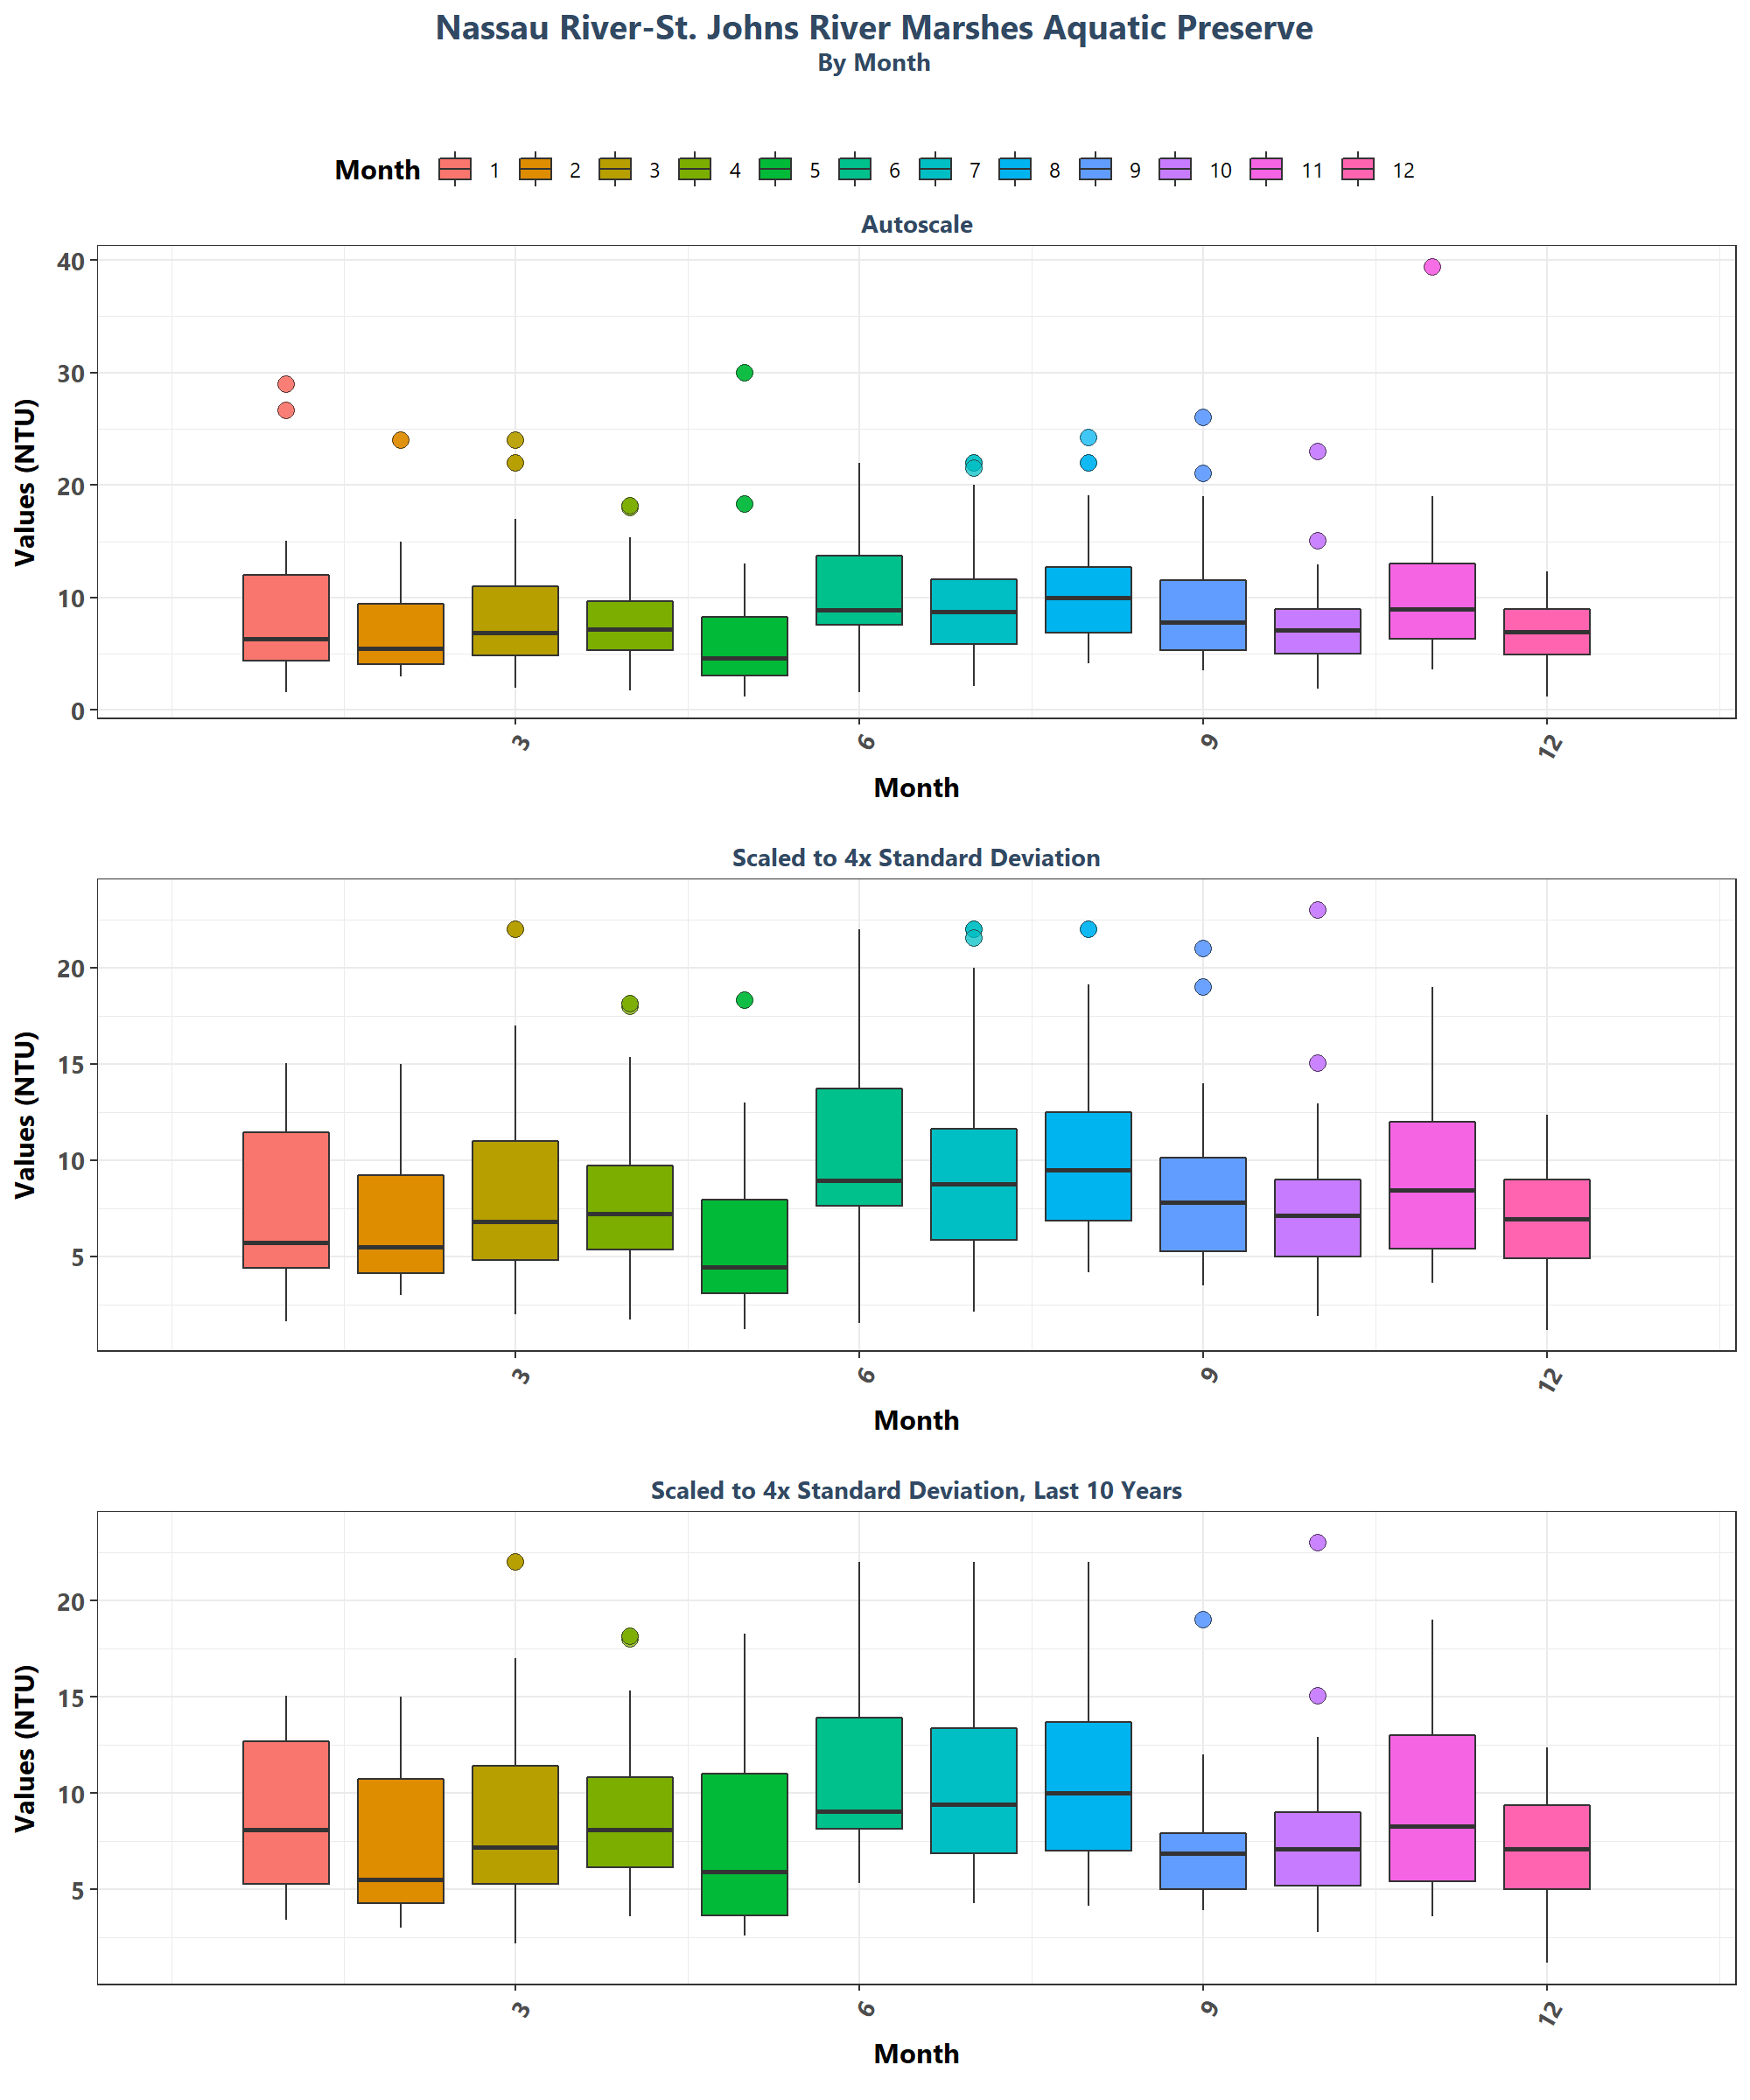 Nassau River-St. Johns River Marshes Aquatic Preserve
By Month
Month 1 2 3 4 5 6 7 8 9 10 11 12
Autoscale
Values (NTU)
40
30
20
10
0
3 6 9 12
Month
Scaled to 4x Standard Deviation
Values (NTU)
20
15
10
5
3 6 9 12
Month
Scaled to 4x Standard Deviation, Last 10 Years
Values (NTU)
20
15
10
5
3 6 9 12
Month